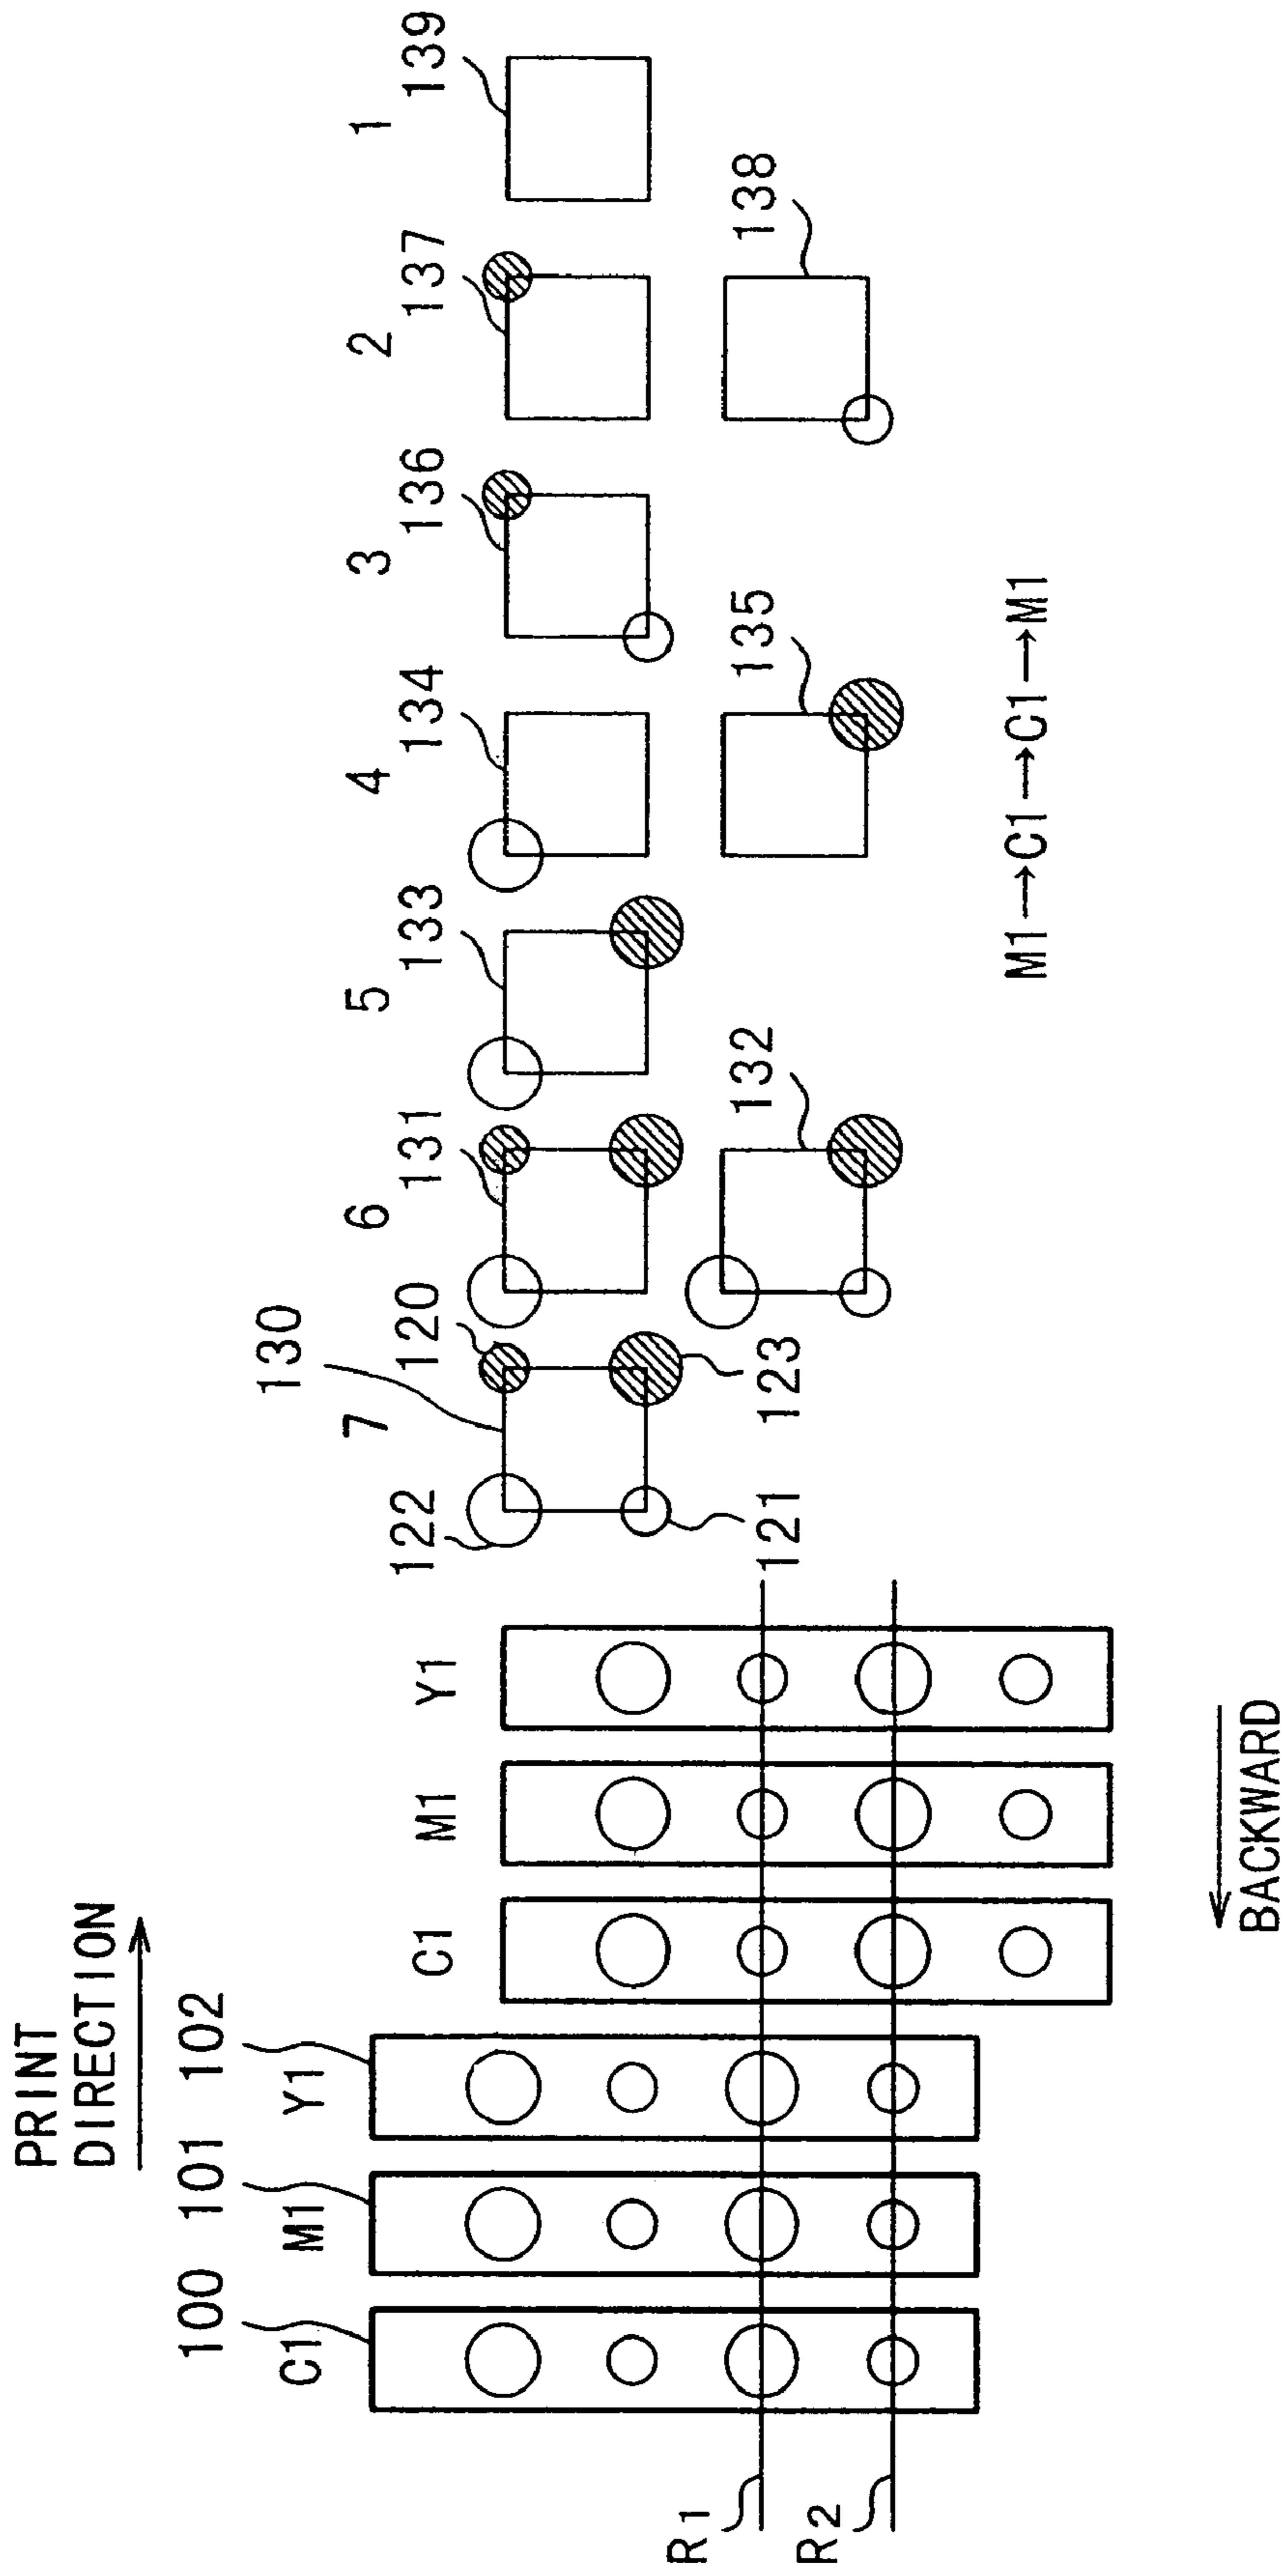 PRINT
DIRECTION
100 101 102
C1 M1 Y1
C1 M1 Y1
R1
R2
BACKWARD
130
7 6 5 4 3 2 1
122 120 131 133 134 136 137 139
121 123 132 135 138
M1→C1→C1→M1